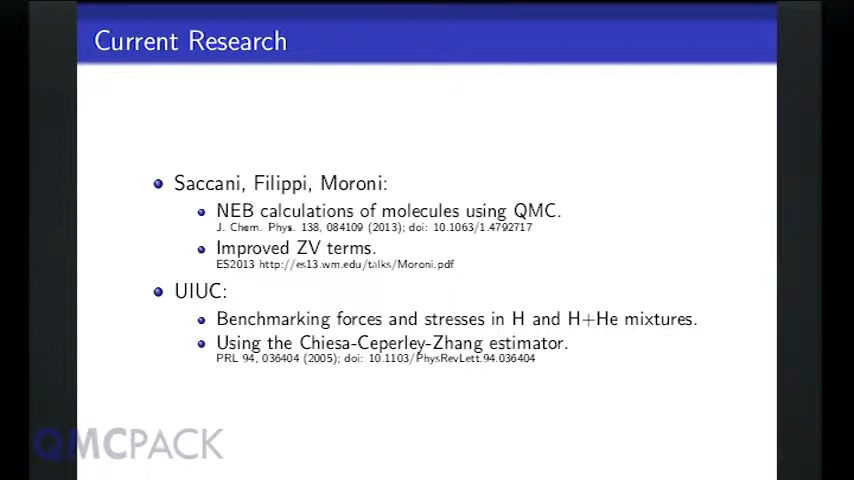 Current Research
Saccani, Filippi, Moroni:
NEB calculations of molecules using QMC.
J. Chem. Phys. 138, 084109 (2013); doi: 10.1063/1.4792717
Improved ZV terms.
ES2013 http://es13.wm.edu/talks/Moroni.pdf
UIUC:
Benchmarking forces and stresses in H and H+He mixtures.
Using the Chiesa-Ceperley-Zhang estimator.
PRL 94, 036404 (2005); doi: 10.1103/PhysRevLett.94.036404
QMCPACK